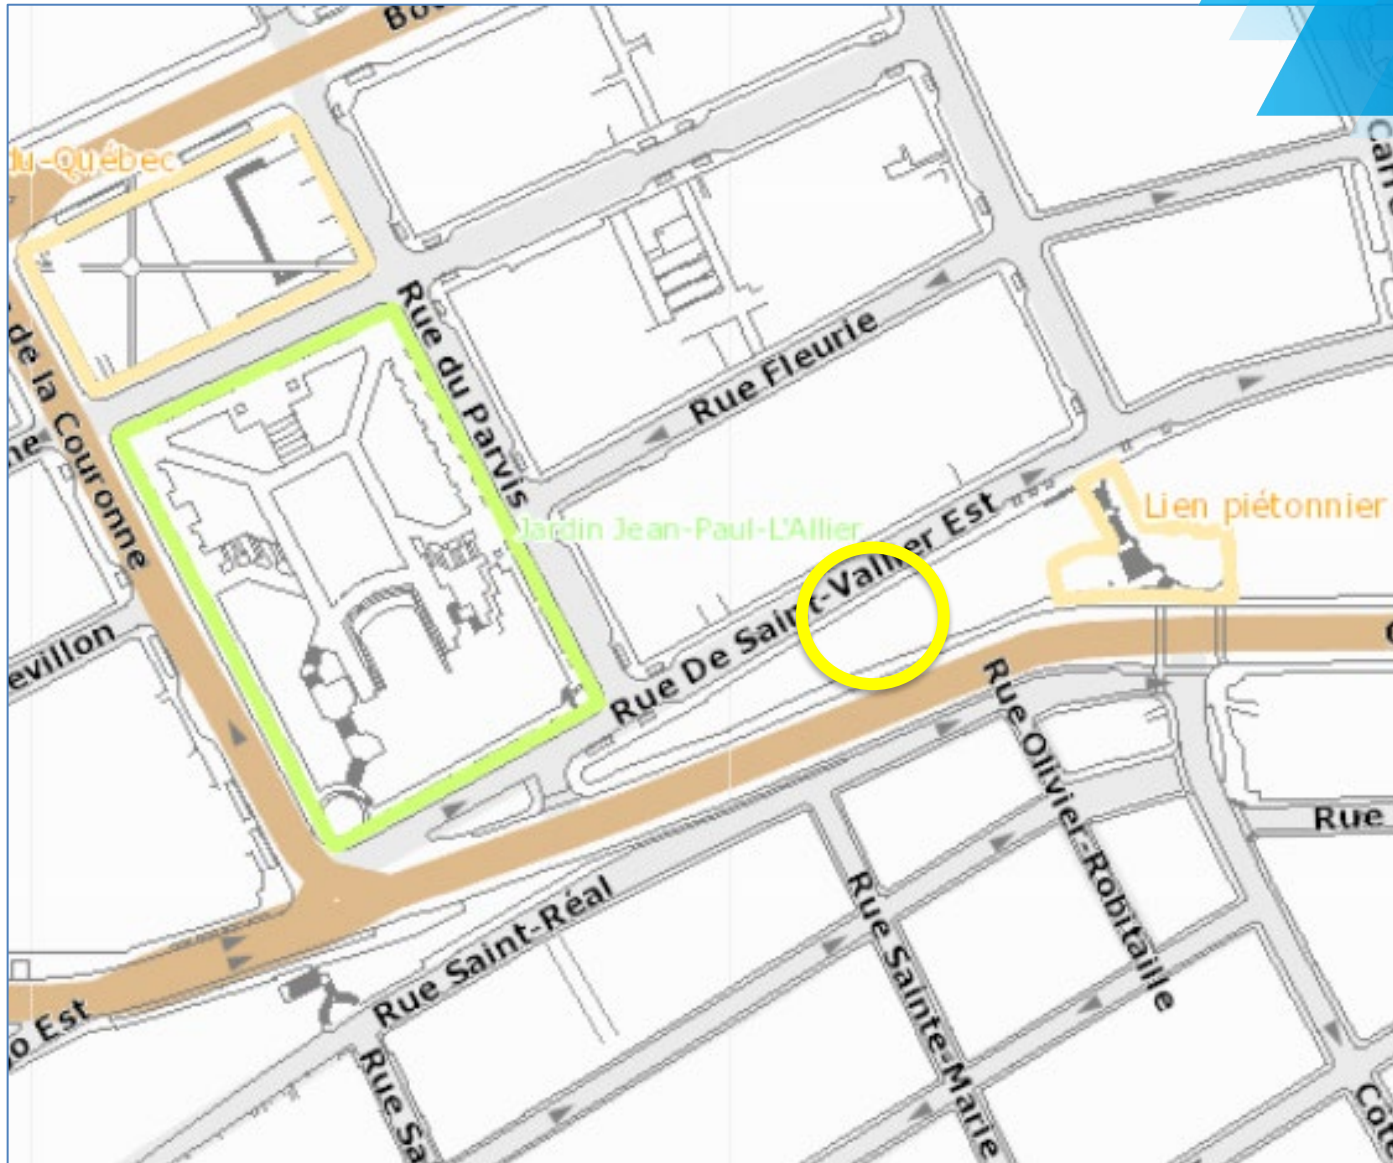 du-Québec
de la Couronne
Rue du Parvis
Rue Fleurie
Jardin Jean-Paul-L'Allier
Lien piétonnier
Rue De Saint-Vallier Est
evillon
Rue Olivier-Robitaille
Rue
Rue Saint-Réal
Rue Sainte-Marie
Est